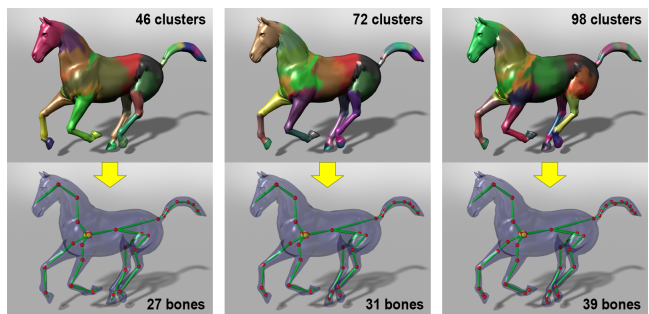 46 clusters
72 clusters
98 clusters
27 bones
31 bones
39 bones